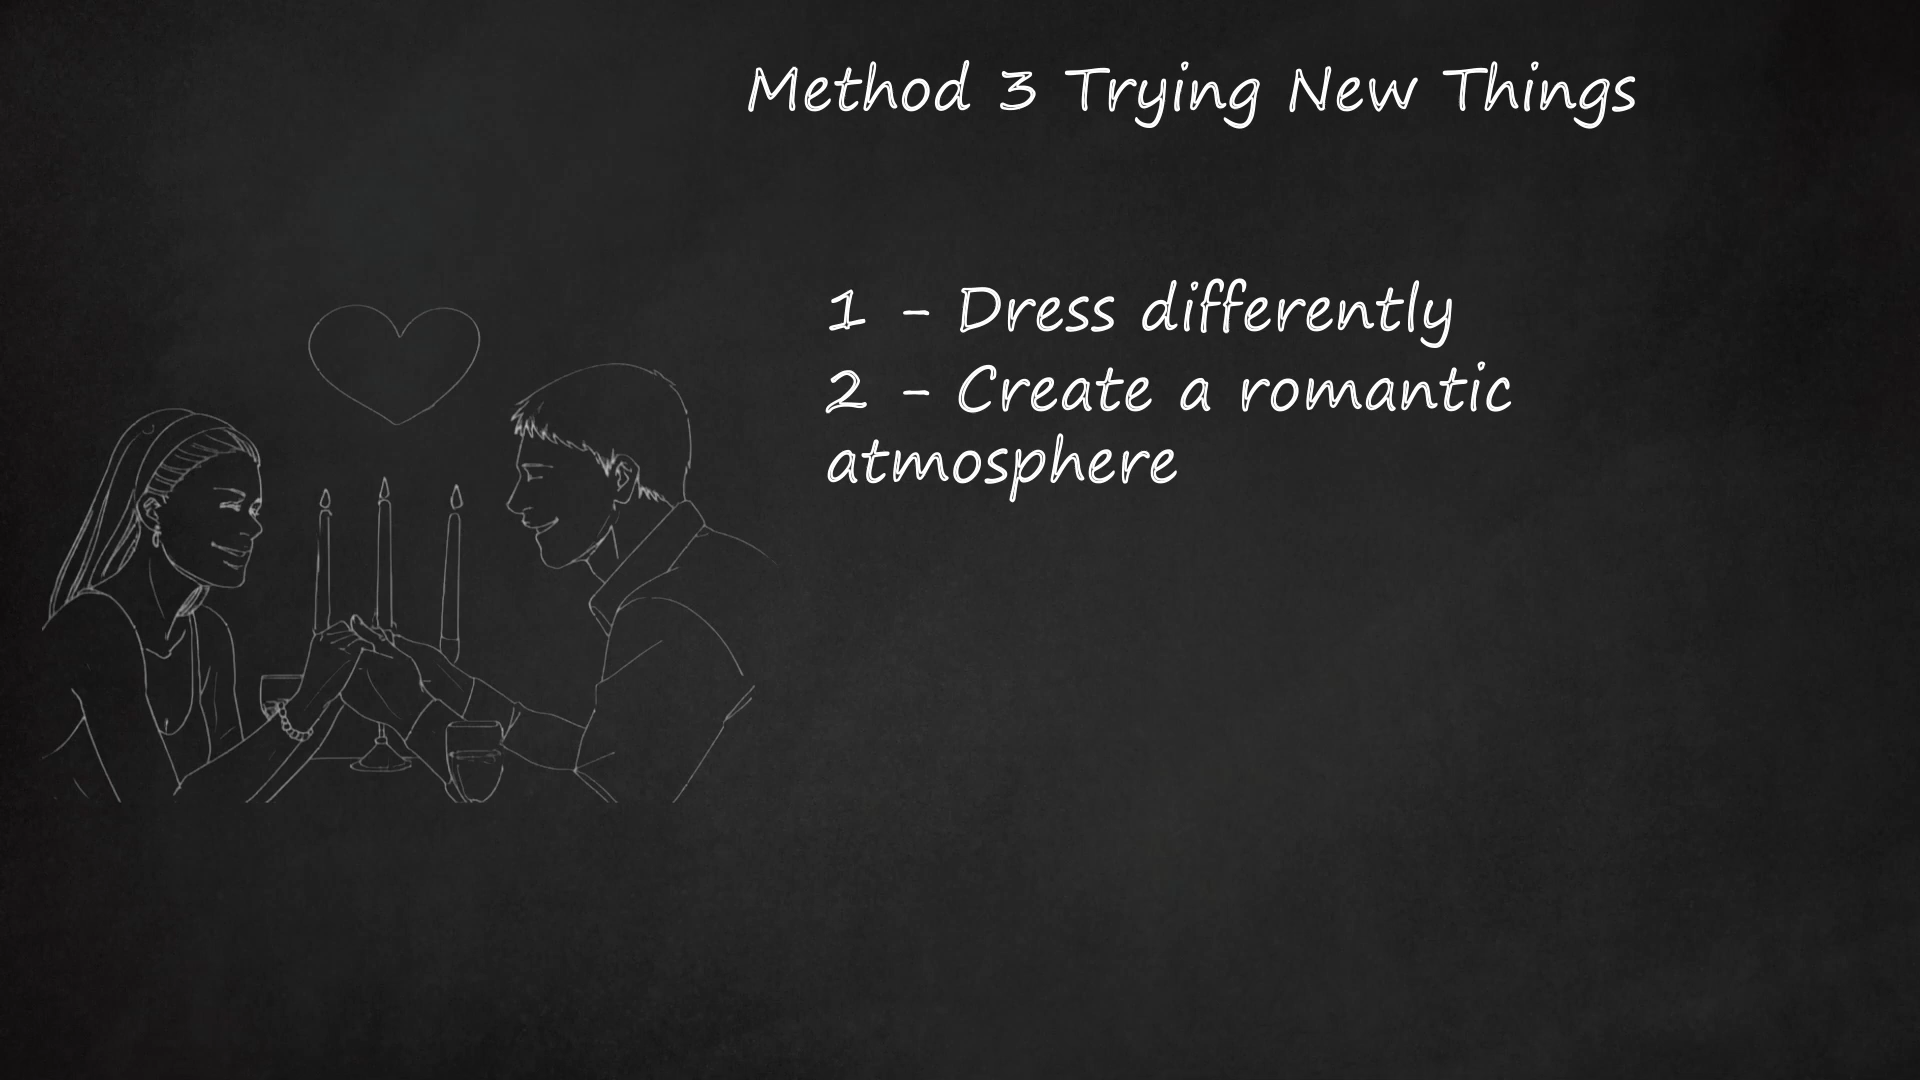 Method 3 Trying New Things
1 - Dress differently
2 - Create a romantic
atmosphere